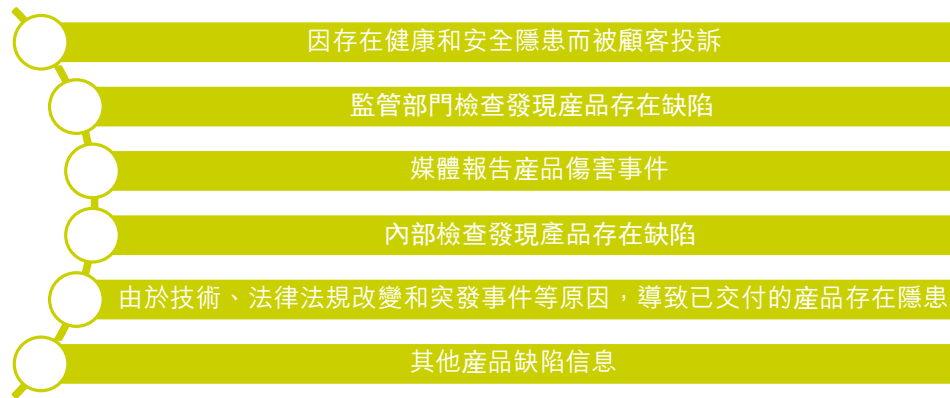 因存在健康和安全隱患而被顧客投訴
監管部門檢查發現産品存在缺陷
媒體報告産品傷害事件
內部檢查發現產品存在缺陷
由於技術、法律法規改變和突發事件等原因，導致已交付的産品存在隱患
其他産品缺陷信息